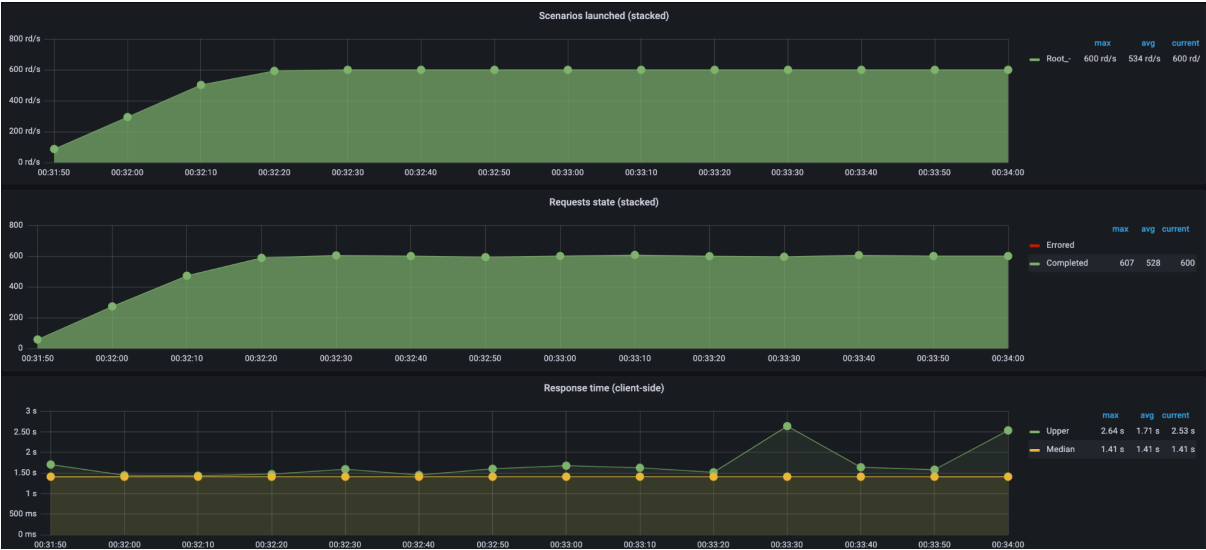 Scenarios launched (stacked)
800 rd/s
600 rd/s
400 rd/s
200 rd/s
0 rd/s
00:31:50 00:32:00 00:32:10 00:32:20 00:32:30 00:32:40 00:32:50 00:33:00 00:33:10 00:33:20 00:33:30 00:33:40 00:33:50 00:34:00
max avg current
Root_- 600 rd/s 534 rd/s 600 rd/
Requests state (stacked)
800
600
400
200
0
00:31:50 00:32:00 00:32:10 00:32:20 00:32:30 00:32:40 00:32:50 00:33:00 00:33:10 00:33:20 00:33:30 00:33:40 00:33:50 00:34:00
max avg current
Errored
Completed 607 528 600
Response time (client-side)
3 s
2.50 s
2 s
1.50 s
1 s
500 ms
0 ms
00:31:50 00:32:00 00:32:10 00:32:20 00:32:30 00:32:40 00:32:50 00:33:00 00:33:10 00:33:20 00:33:30 00:33:40 00:33:50 00:34:00
max avg current
Upper 2.64 s 1.71 s 2.53 s
Median 1.41 s 1.41 s 1.41 s